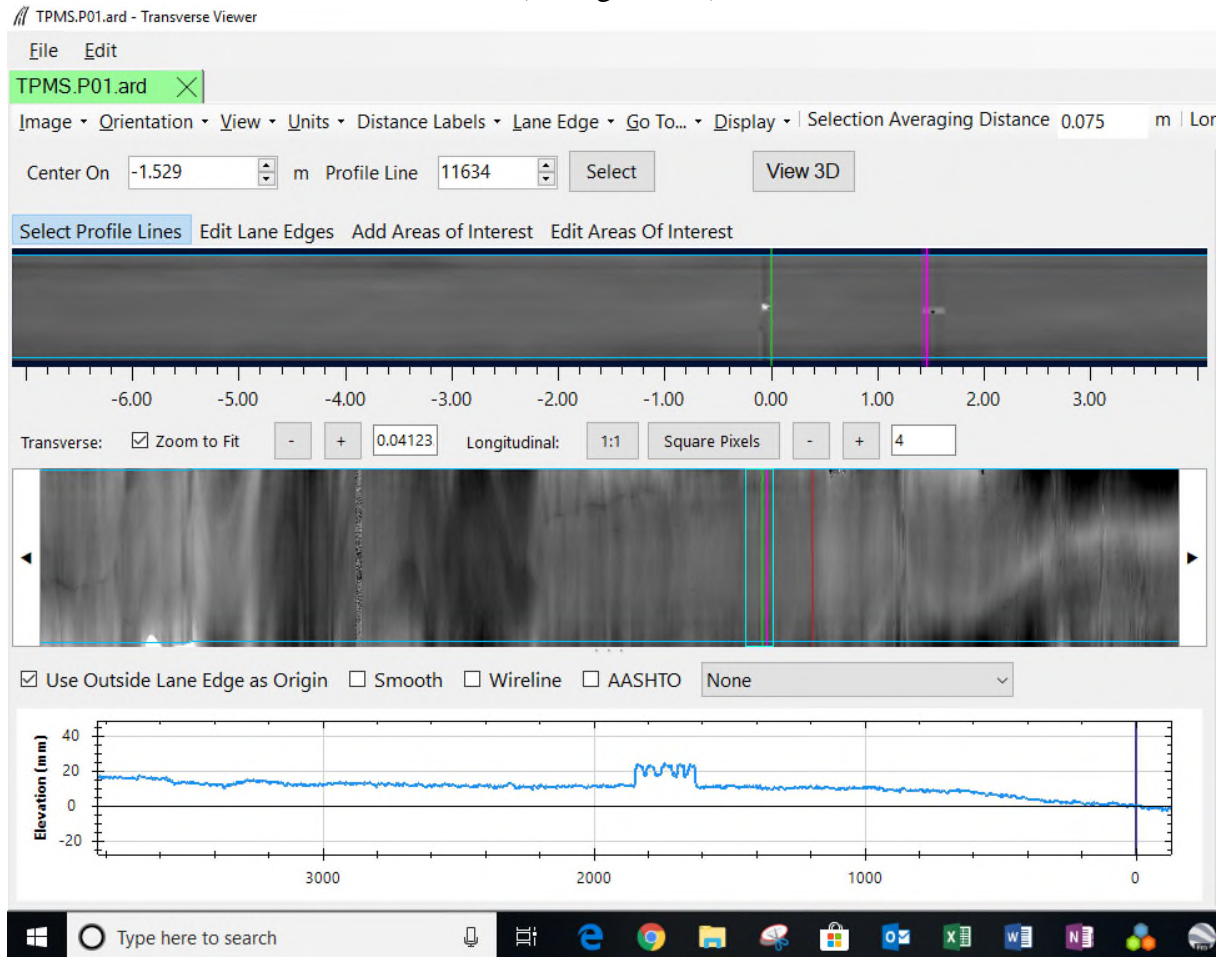 TPMS.P01.ard - Transverse Viewer
File Edit
TPMS.P01.ard
Image Orientation View Units Distance Labels Lane Edge Go To... Display Selection Averaging Distance 0.075 m Lor
Center On -1.529 m Profile Line 11634 Select View 3D
Select Profile Lines Edit Lane Edges Add Areas of Interest Edit Areas Of Interest
-6.00 -5.00 -4.00 -3.00 -2.00 -1.00 0.00 1.00 2.00 3.00
Transverse: Zoom to Fit - + 0.04123 Longitudinal: 1:1 Square Pixels - + 4
Use Outside Lane Edge as Origin Smooth Wireline AASHTO None
Elevation (mm)
40
20
0
-20
3000 2000 1000 0
Type here to search